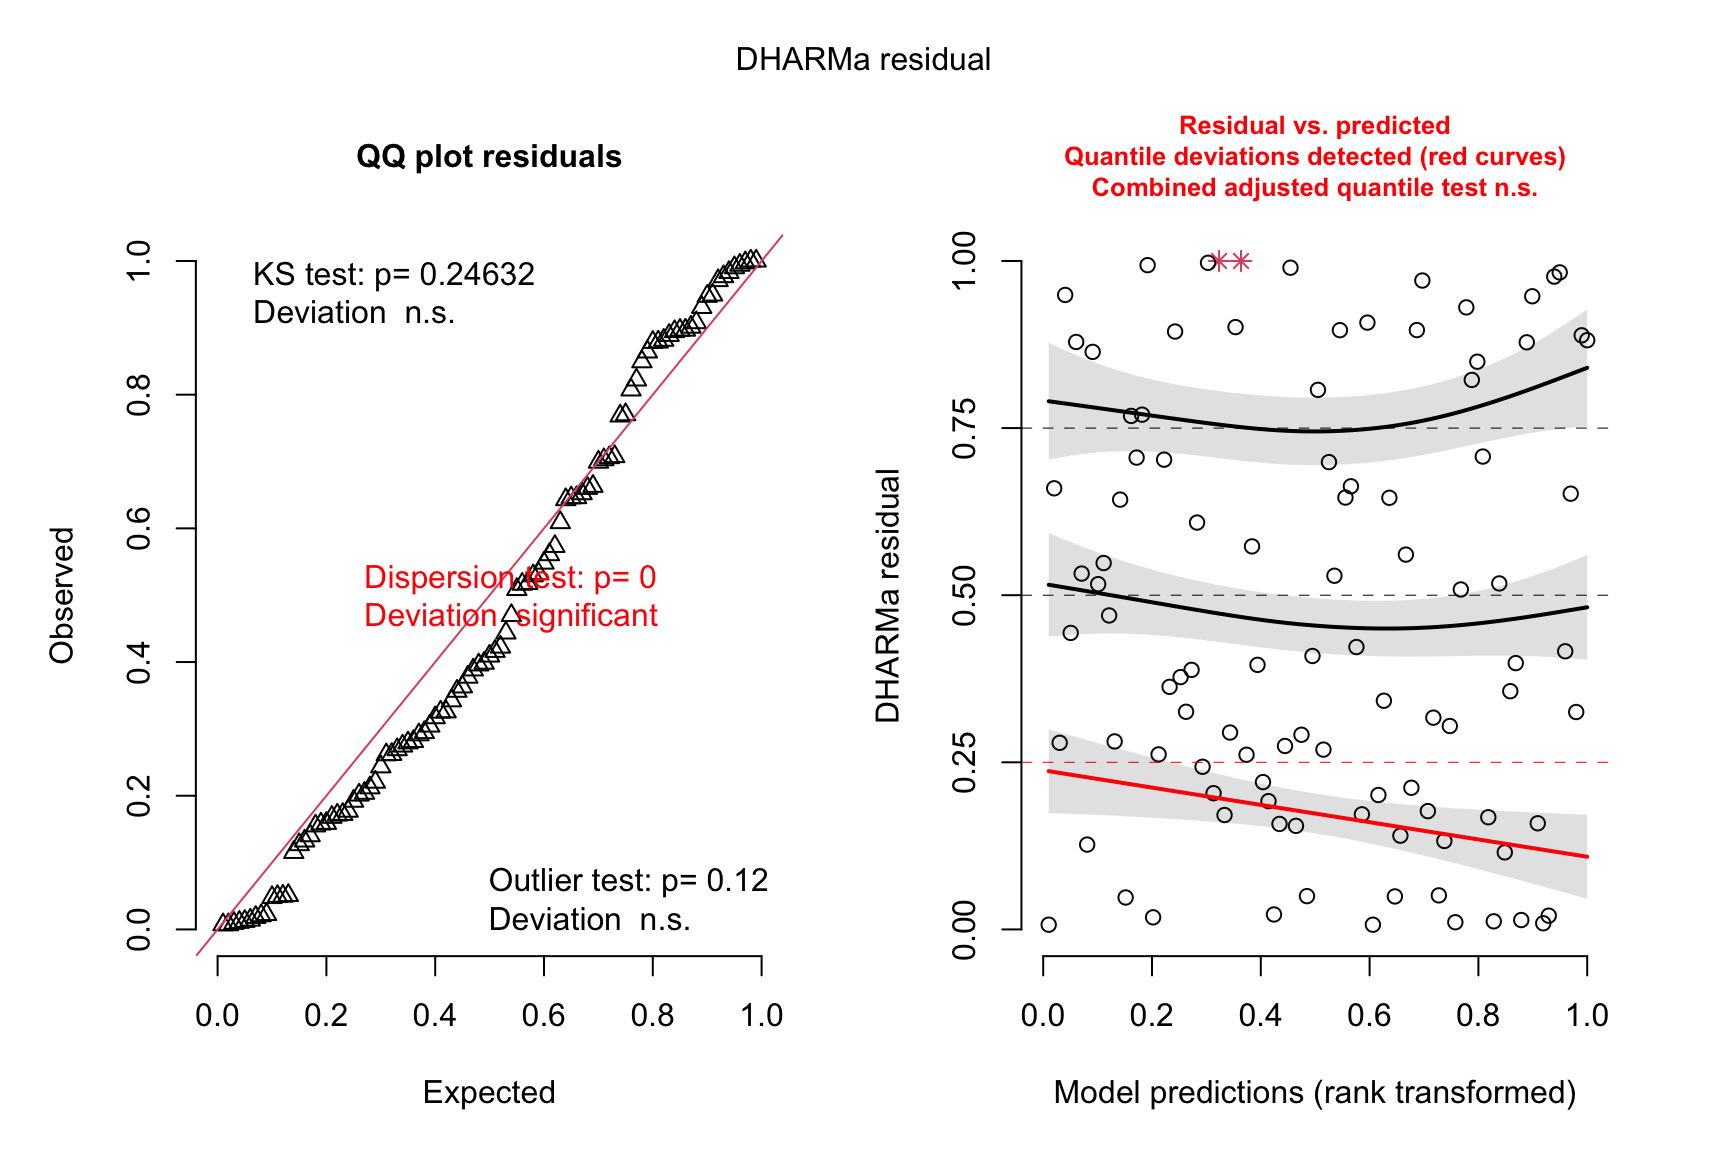 DHARMa residual
QQ plot residuals
KS test: p= 0.24632
Deviation  n.s.
Dispersion test: p= 0
Deviation  significant
Outlier test: p= 0.12
Deviation  n.s.
Observed
0.0
0.2
0.4
0.6
0.8
1.0
0.0 0.2 0.4 0.6 0.8 1.0
Expected
Residual vs. predicted
Quantile deviations detected (red curves)
Combined adjusted quantile test n.s.
DHARMa residual
0.00
0.25
0.50
0.75
1.00
0.0 0.2 0.4 0.6 0.8 1.0
Model predictions (rank transformed)